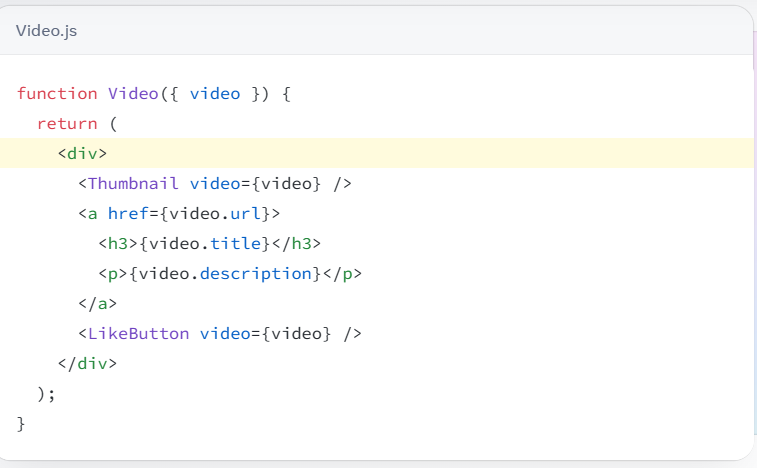 Video.js
function Video({ video }) {
  return (
    <div>
      <Thumbnail video={video} />
      <a href={video.url}>
        <h3>{video.title}</h3>
        <p>{video.description}</p>
      </a>
      <LikeButton video={video} />
    </div>
  );
}